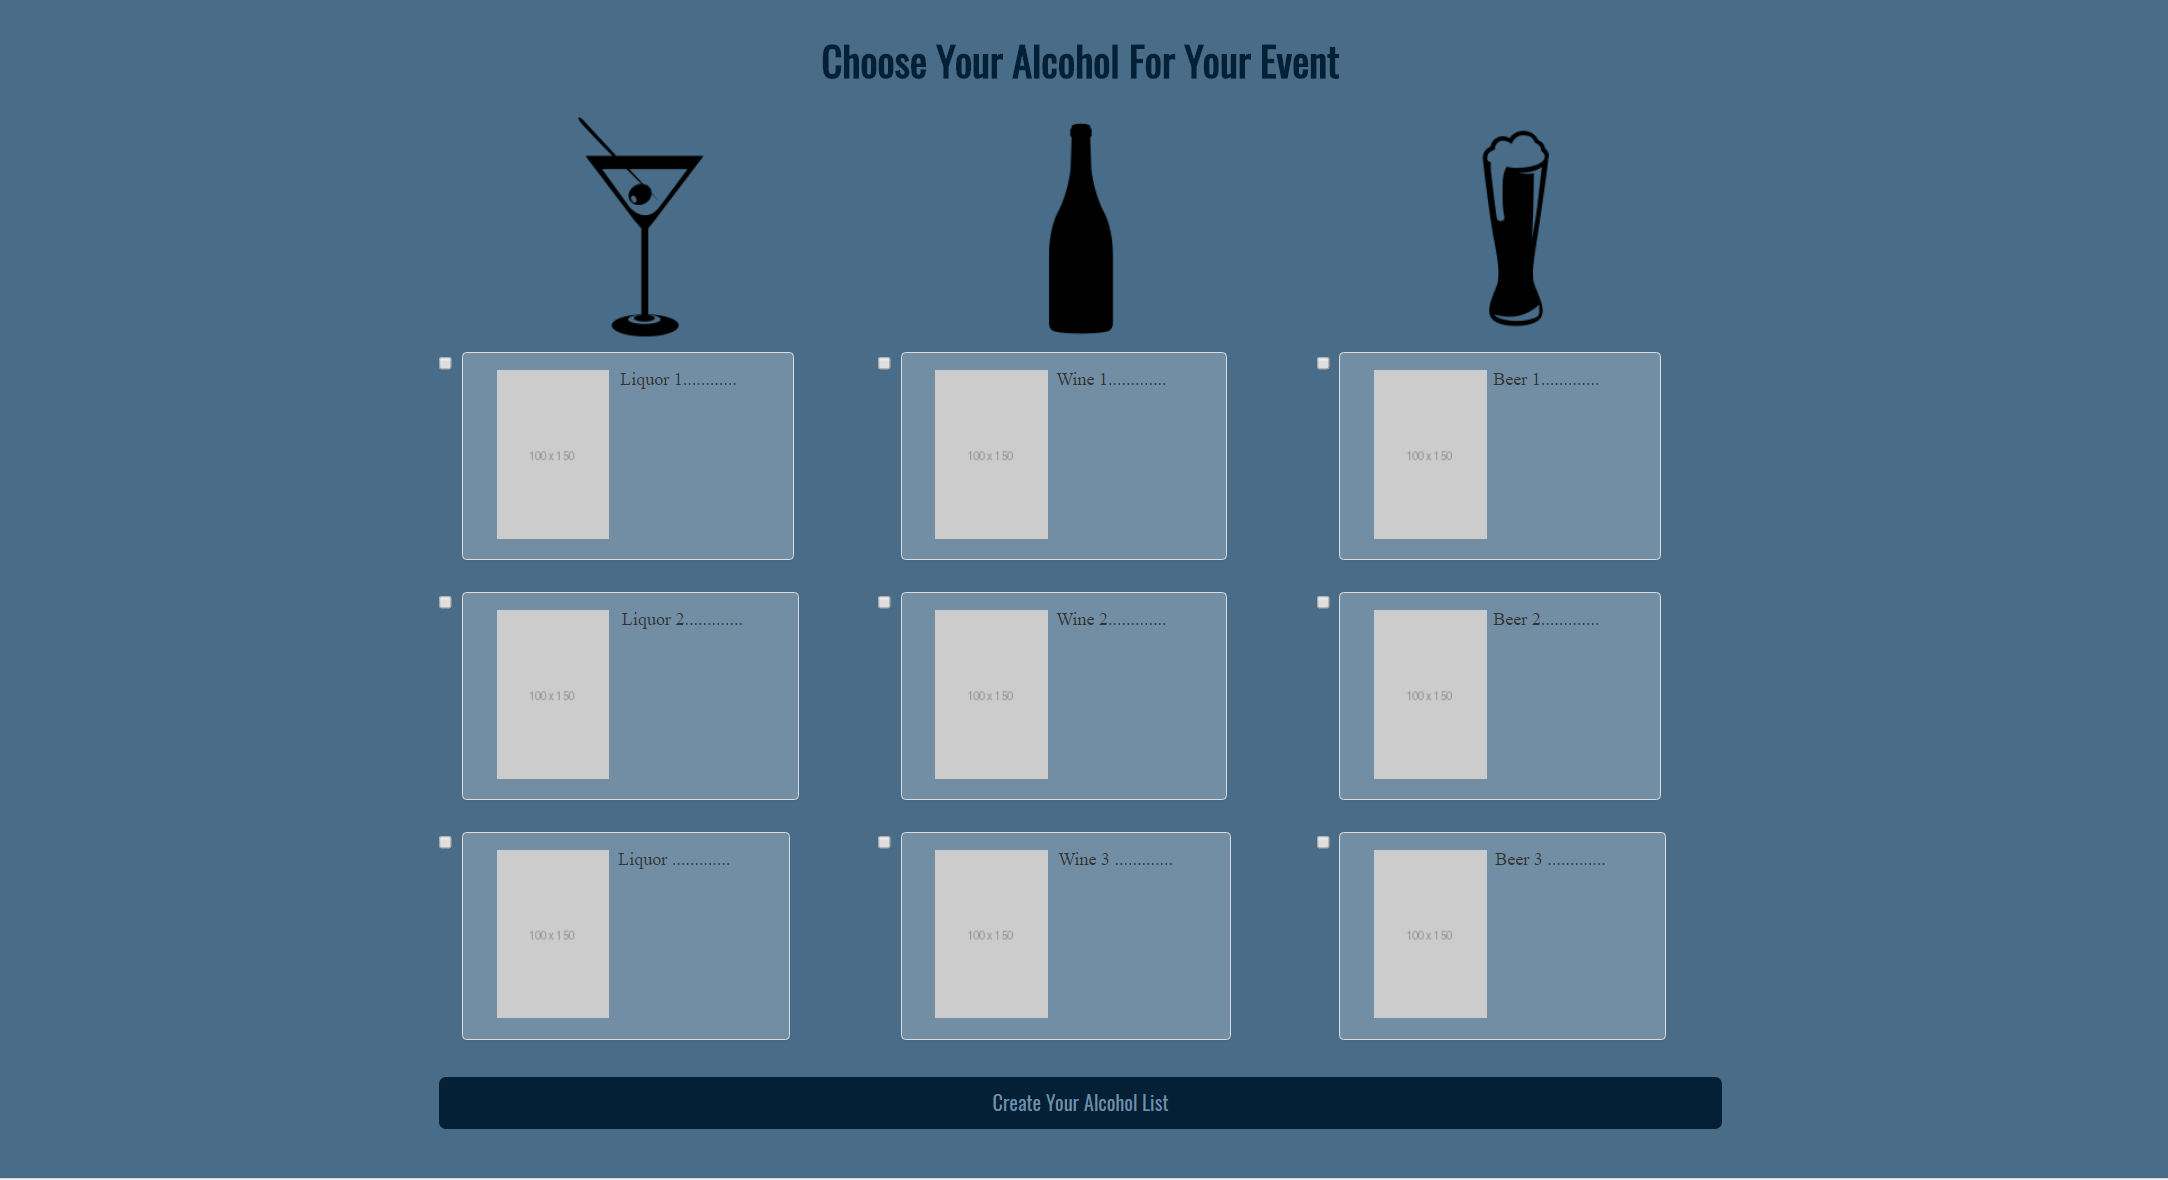 Choose Your Alcohol For Your Event
100 x 150
Liquor 1............
100 x 150
Wine 1.............
100 x 150
Beer 1.............
100 x 150
Liquor 2.............
100 x 150
Wine 2.............
100 x 150
Beer 2.............
100 x 150
Liquor .............
100 x 150
Wine 3 .............
100 x 150
Beer 3 .............
Create Your Alcohol List